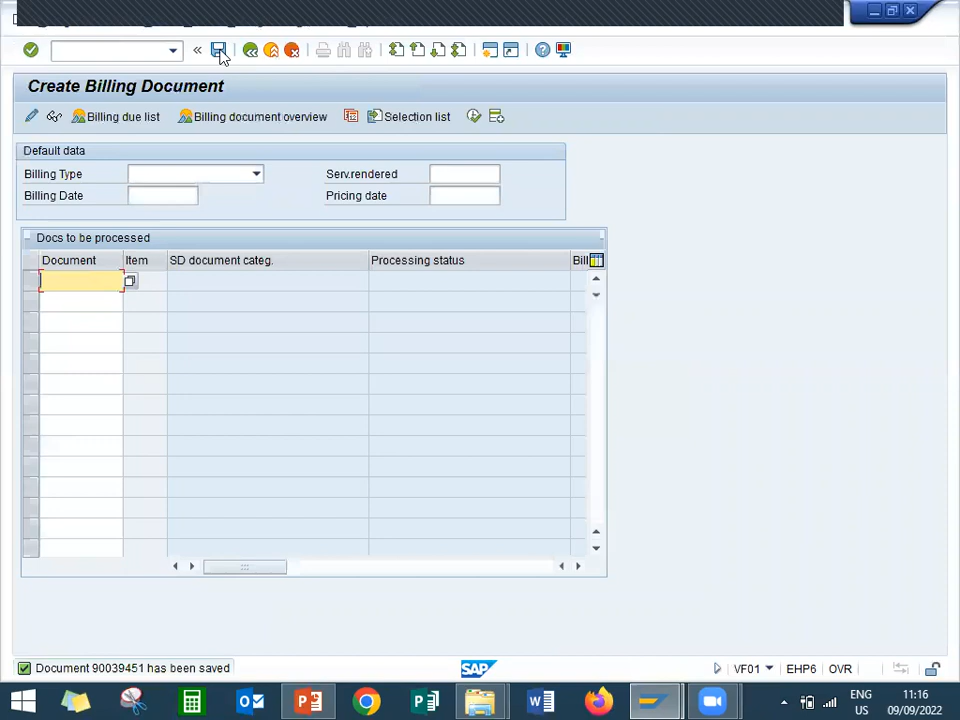 Create Billing Document
Billing due list
Billing document overview
Selection list
Default data
Billing Type
Serv.rendered
Billing Date
Pricing date
Docs to be processed
Document
Item
SD document categ.
Processing status
Bill
Document 90039451 has been saved
SAP
VF01
EHP6
OVR
ENG
US
11:16
09/09/2022